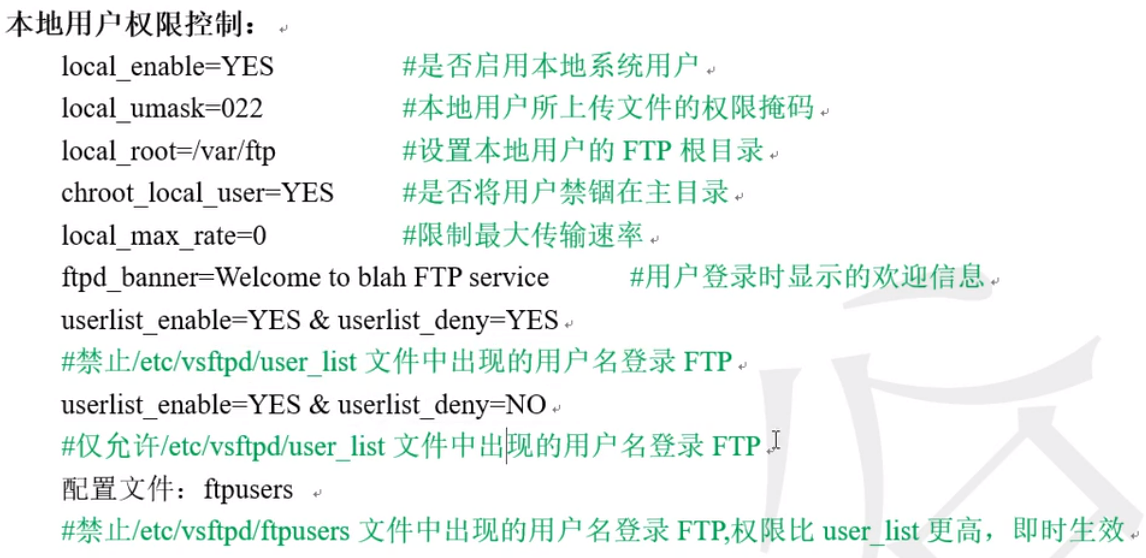 本地用户权限控制：
local_enable=YES #是否启用本地系统用户
local_umask=022 #本地用户所上传文件的权限掩码
local_root=/var/ftp #设置本地用户的 FTP 根目录
chroot_local_user=YES #是否将用户禁锢在主目录
local_max_rate=0 #限制最大传输速率
ftpd_banner=Welcome to blah FTP service #用户登录时显示的欢迎信息
userlist_enable=YES & userlist_deny=YES
#禁止/etc/vsftpd/user_list 文件中出现的用户名登录 FTP
userlist_enable=YES & userlist_deny=NO
#仅允许/etc/vsftpd/user_list 文件中出现的用户名登录 FTP
配置文件：ftpusers
#禁止/etc/vsftpd/ftpusers 文件中出现的用户名登录 FTP,权限比 user_list 更高，即时生效